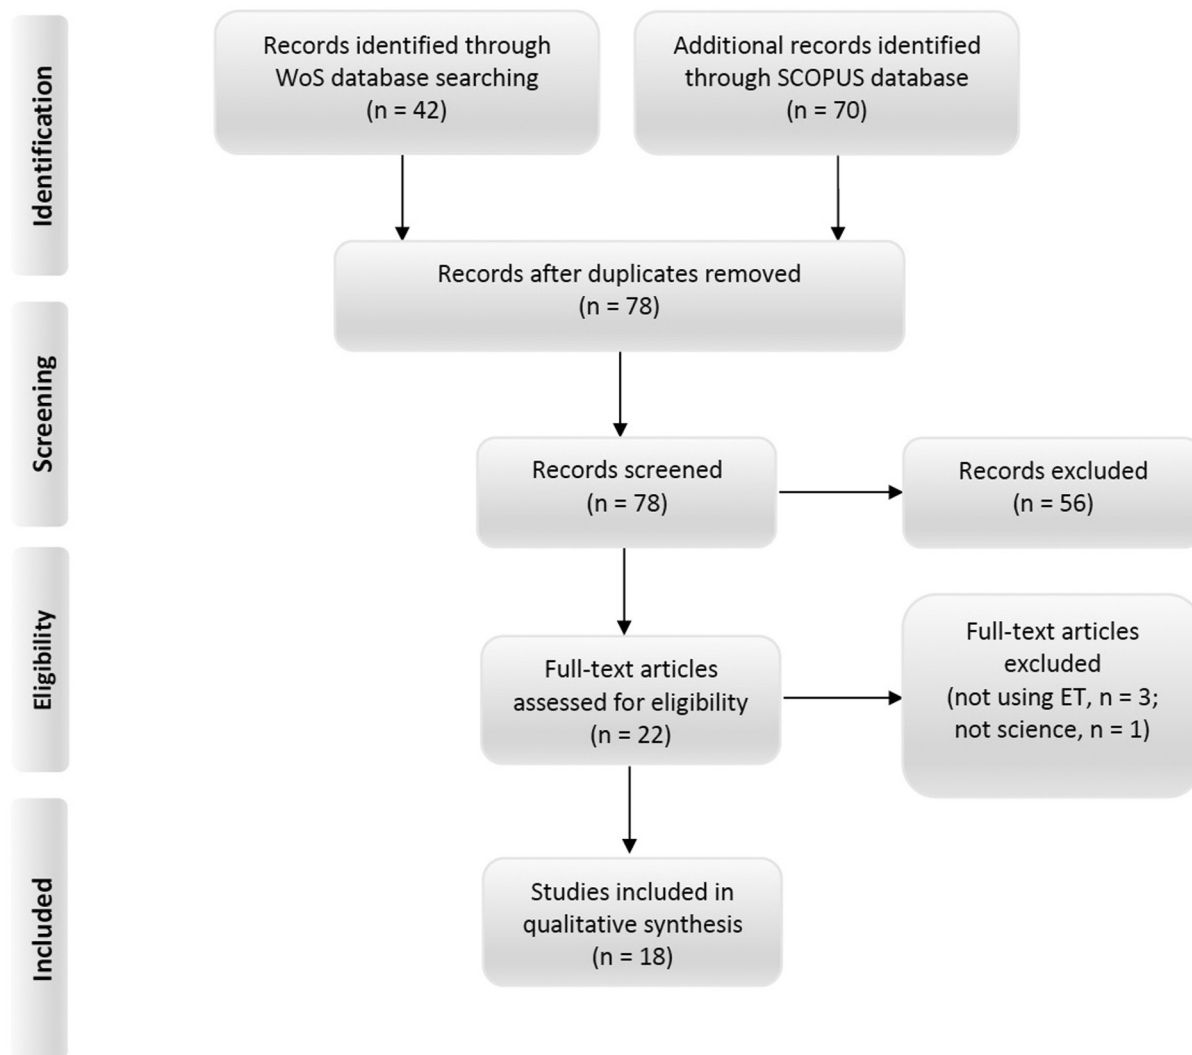 Identification
Records identified through
WoS database searching
(n = 42)
Additional records identified
through SCOPUS database
(n = 70)
Records after duplicates removed
(n = 78)
Screening
Records screened
(n = 78)
Records excluded
(n = 56)
Eligibility
Full-text articles
assessed for eligibility
(n = 22)
Full-text articles
excluded
(not using ET, n = 3;
not science, n = 1)
Included
Studies included in
qualitative synthesis
(n = 18)